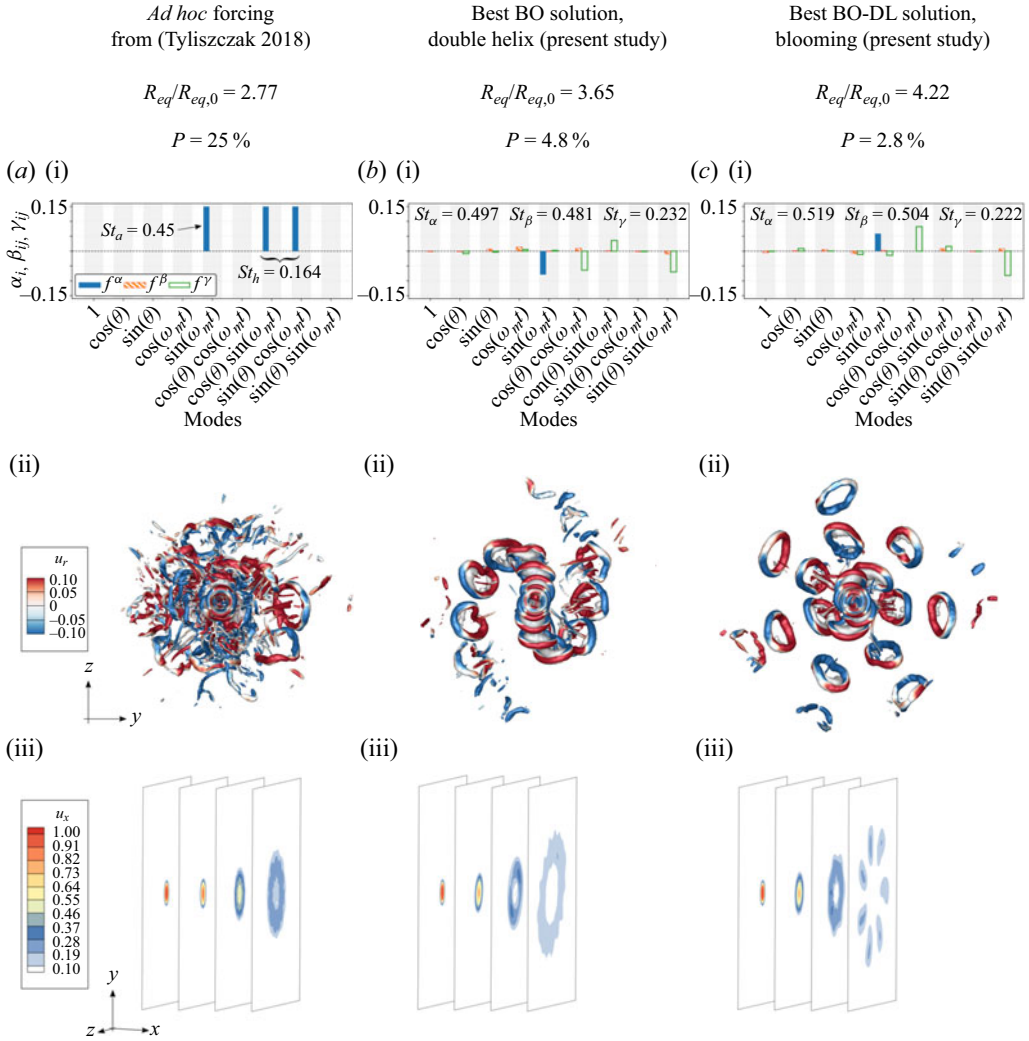 Ad hoc forcing
from (Tyliszczak 2018)
Best BO solution,
double helix (present study)
Best BO-DL solution,
blooming (present study)
R_eq/R_eq,0 = 2.77
R_eq/R_eq,0 = 3.65
R_eq/R_eq,0 = 4.22
P = 25 %
P = 4.8 %
P = 2.8 %
(a) (i)
(b) (i)
(c) (i)
α_i, β_ij, γ_ij
0.15
−0.15
St_a = 0.45
St_h = 0.164
f^α f^β f^γ
1
cos(θ)
sin(θ)
cos(ω_m t)
sin(ω_m t)
cos(θ) cos(ω_m t)
cos(θ) sin(ω_m t)
sin(θ) cos(ω_m t)
sin(θ) sin(ω_m t)
Modes
0.15
−0.15
St_α = 0.497 St_β = 0.481 St_γ = 0.232
1
cos(θ)
sin(θ)
cos(ω_m t)
sin(ω_m t)
cos(θ) cos(ω_m t)
con(θ) sin(ω_m t)
sin(θ) cos(ω_m t)
sin(θ) sin(ω_m t)
Modes
0.15
−0.15
St_α = 0.519 St_β = 0.504 St_γ = 0.222
1
cos(θ)
sin(θ)
cos(ω_m t)
sin(ω_m t)
cos(θ) cos(ω_m t)
cos(θ) sin(ω_m t)
sin(θ) cos(ω_m t)
sin(θ) sin(ω_m t)
Modes
(ii)
(ii)
(ii)
u_r
0.10
0.05
0
−0.05
−0.10
z
y
(iii)
(iii)
(iii)
u_x
1.00
0.91
0.82
0.73
0.64
0.55
0.46
0.37
0.28
0.19
0.10
y
z
x